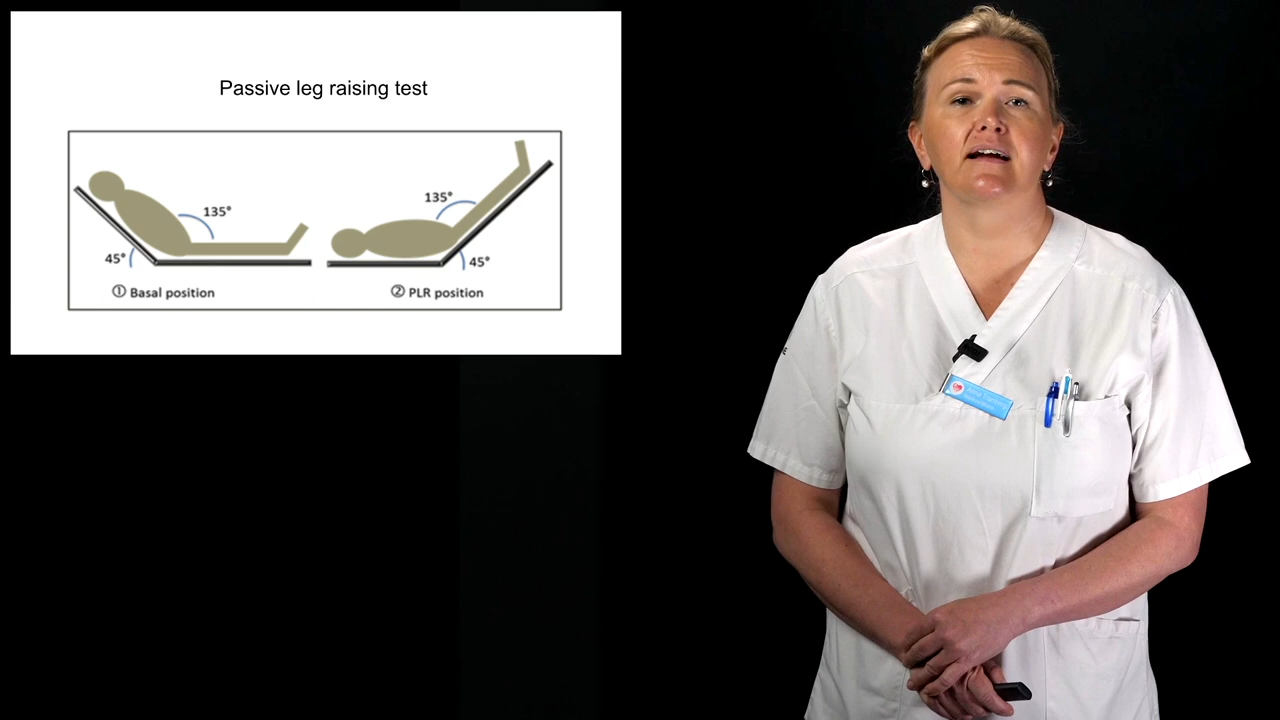 Passive leg raising test
135°
135°
45°
45°
① Basal position
② PLR position